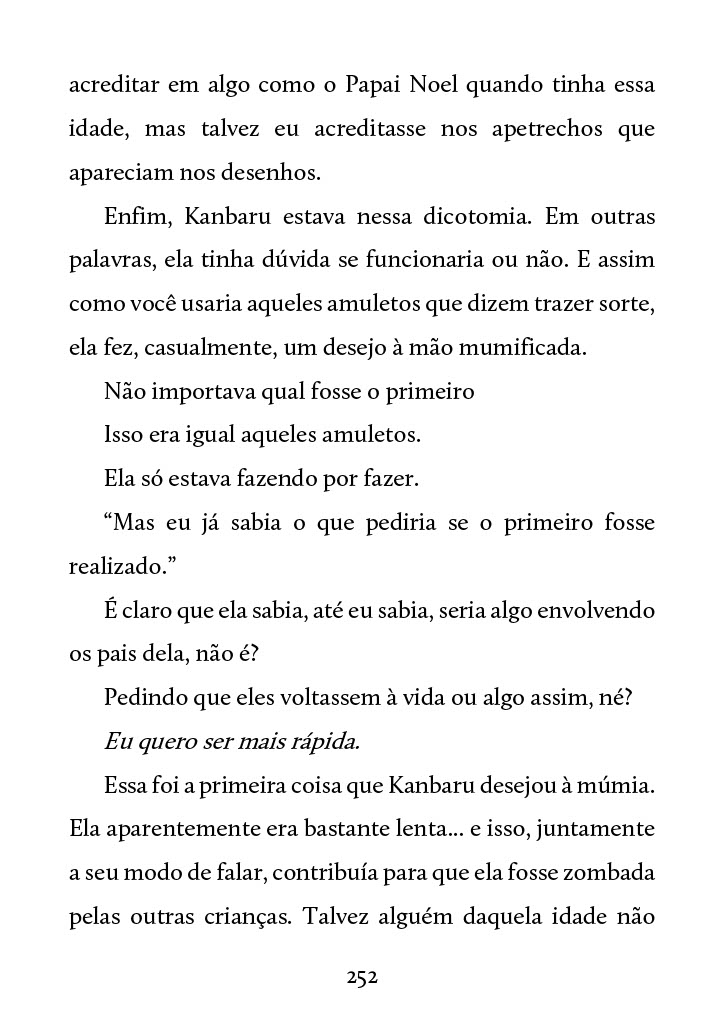 acreditar em algo como o Papai Noel quando tinha essa
idade, mas talvez eu acreditasse nos apetrechos que
apareciam nos desenhos.
Enfim, Kanbaru estava nessa dicotomia. Em outras
palavras, ela tinha dúvida se funcionaria ou não. E assim
como você usaria aqueles amuletos que dizem trazer sorte,
ela fez, casualmente, um desejo à mão mumificada.
Não importava qual fosse o primeiro
Isso era igual aqueles amuletos.
Ela só estava fazendo por fazer.
“Mas eu já sabia o que pediria se o primeiro fosse
realizado.”
É claro que ela sabia, até eu sabia, seria algo envolvendo
os pais dela, não é?
Pedindo que eles voltassem à vida ou algo assim, né?
Eu quero ser mais rápida.
Essa foi a primeira coisa que Kanbaru desejou à múmia.
Ela aparentemente era bastante lenta... e isso, juntamente
a seu modo de falar, contribuía para que ela fosse zombada
pelas outras crianças. Talvez alguém daquela idade não
252